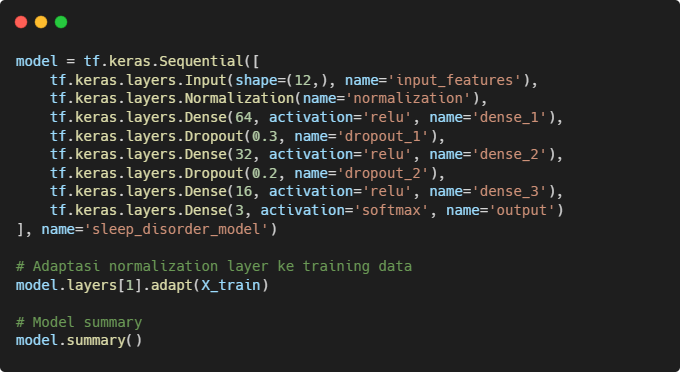 model = tf.keras.Sequential([
    tf.keras.layers.Input(shape=(12,), name='input_features'),
    tf.keras.layers.Normalization(name='normalization'),
    tf.keras.layers.Dense(64, activation='relu', name='dense_1'),
    tf.keras.layers.Dropout(0.3, name='dropout_1'),
    tf.keras.layers.Dense(32, activation='relu', name='dense_2'),
    tf.keras.layers.Dropout(0.2, name='dropout_2'),
    tf.keras.layers.Dense(16, activation='relu', name='dense_3'),
    tf.keras.layers.Dense(3, activation='softmax', name='output')
], name='sleep_disorder_model')

# Adaptasi normalization layer ke training data
model.layers[1].adapt(X_train)

# Model summary
model.summary()